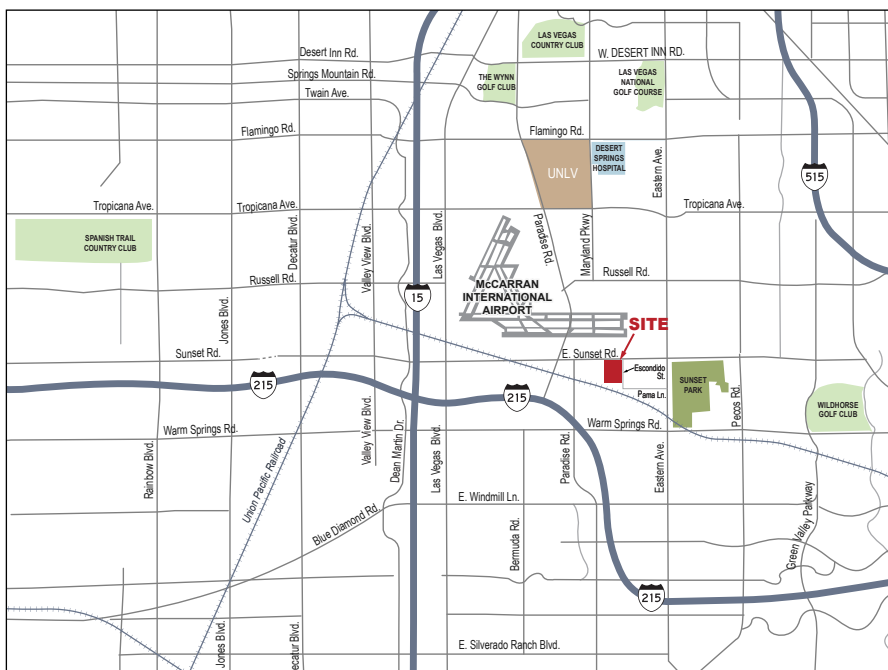 LAS VEGAS
COUNTRY CLUB
Desert Inn Rd.
W. DESERT INN RD.
Springs Mountain Rd.
THE WYNN
GOLF CLUB
LAS VEGAS
NATIONAL
GOLF COURSE
Twain Ave.
Flamingo Rd.
Flamingo Rd.
DESERT
SPRINGS
HOSPITAL
UNLV
Eastern Ave.
515
Tropicana Ave.
Tropicana Ave.
Tropicana Ave.
SPANISH TRAIL
COUNTRY CLUB
Decatur Blvd.
Valley View Blvd.
Las Vegas Blvd.
Paradse Rd.
Maryland Pkwy
Russell Rd.
Russell Rd.
McCARRAN
INTERNATIONAL
AIRPORT
15
Jones Blvd.
SITE
Sunset Rd.
E. Sunset Rd.
Escondido
St.
215
215
SUNSET
PARK
Pama Ln.
Pecos Rd.
WILDHORSE
GOLF CLUB
Warm Springs Rd.
Warm Springs Rd.
Rainbow Blvd.
Union Pacific Railroad
Valley View Blvd.
Dean Martin Dr.
Las Vegas Blvd.
Paradise Rd.
Eastern Ave.
E. Windmill Ln.
Blue Diamond Rd.
Bermuda Rd.
Green Valley Parkway
215
Jones Blvd.
Decatur Blvd.
E. Silverado Ranch Blvd.